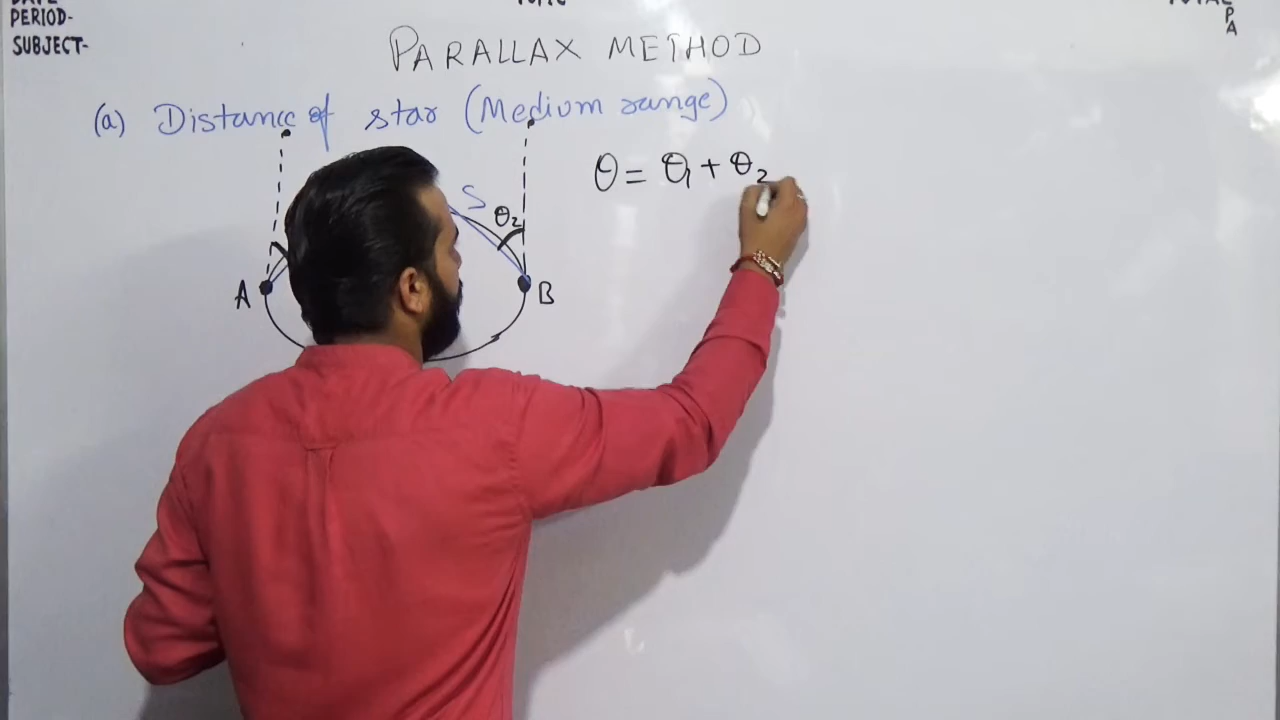 PERIOD-
SUBJECT-
P
A
PARALLAX METHOD
(a) Distance of star (Medium range)
θ = θ1 + θ2
S
θ2
A
B